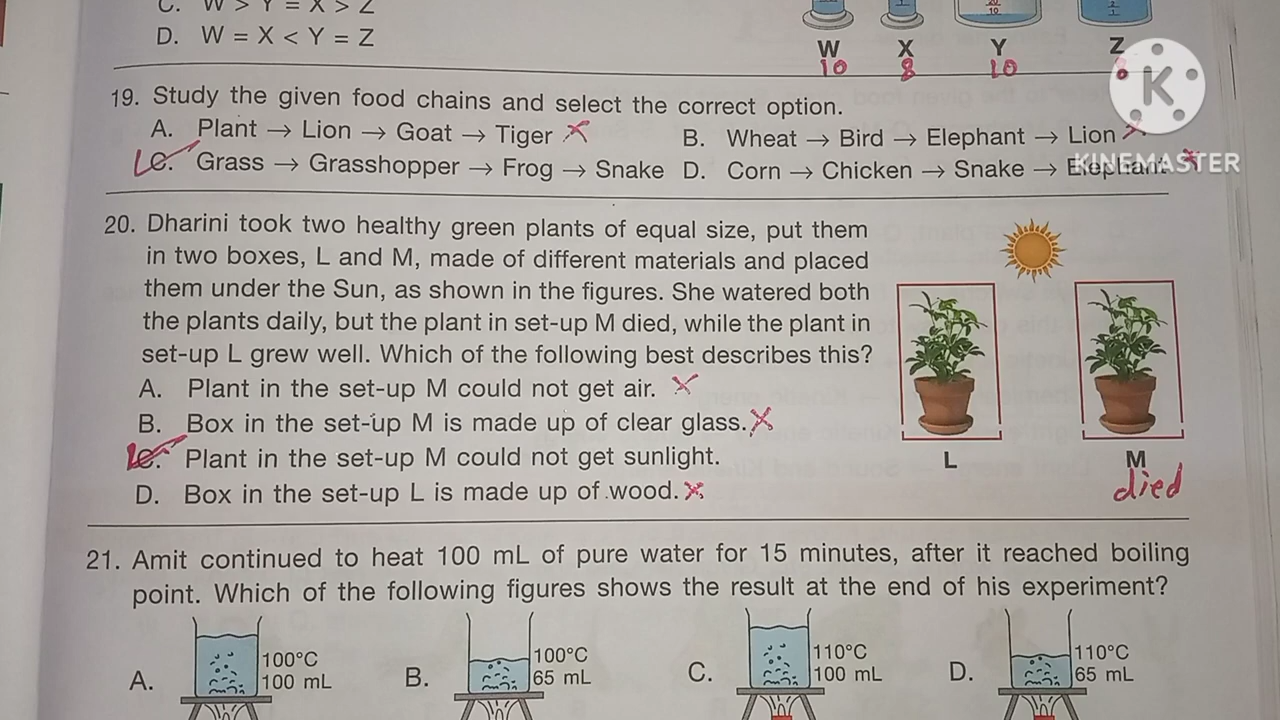 C. W > Y = X > Z
D. W = X < Y = Z
W X Y Z
10 8 10
19. Study the given food chains and select the correct option.
A. Plant → Lion → Goat → Tiger
B. Wheat → Bird → Elephant → Lion
C. Grass → Grasshopper → Frog → Snake
D. Corn → Chicken → Snake → Elephant
K
KINEMASTER
20. Dharini took two healthy green plants of equal size, put them
in two boxes, L and M, made of different materials and placed
them under the Sun, as shown in the figures. She watered both
the plants daily, but the plant in set-up M died, while the plant in
set-up L grew well. Which of the following best describes this?
A. Plant in the set-up M could not get air.
B. Box in the set-up M is made up of clear glass.
C. Plant in the set-up M could not get sunlight.
D. Box in the set-up L is made up of wood.
L M
died
21. Amit continued to heat 100 mL of pure water for 15 minutes, after it reached boiling
point. Which of the following figures shows the result at the end of his experiment?
A. 100°C
100 mL
B. 100°C
65 mL
C. 110°C
100 mL
D. 110°C
65 mL